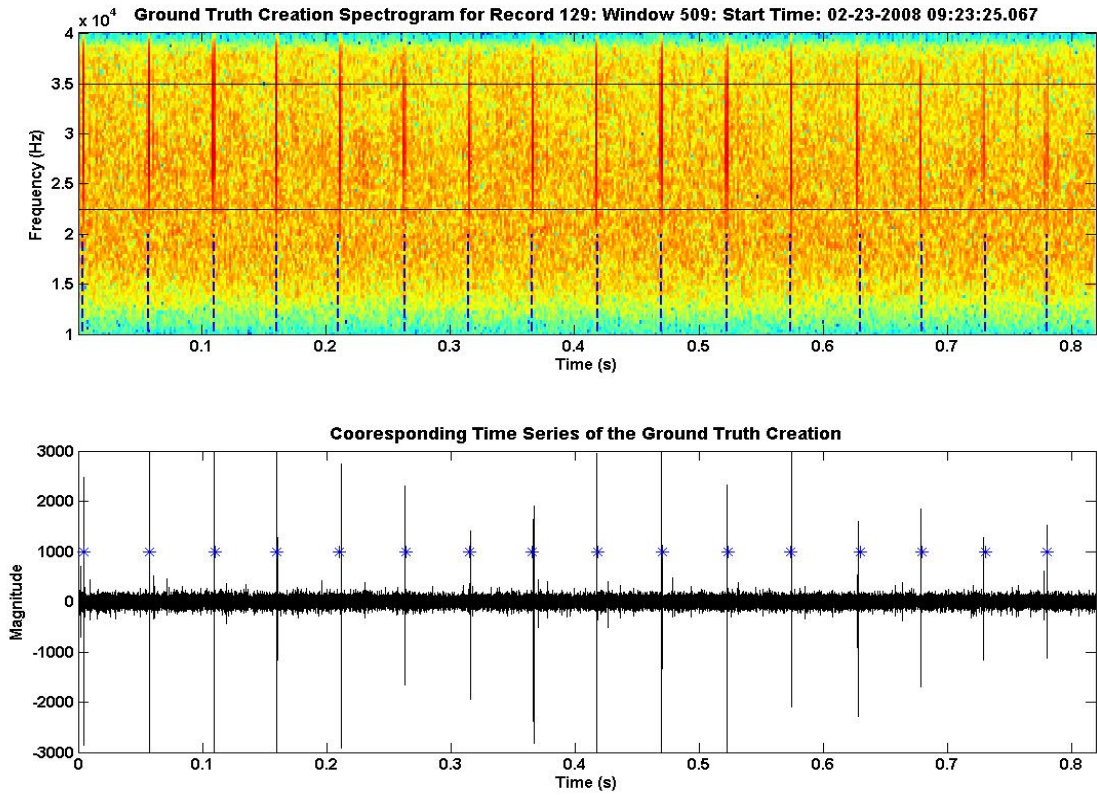 Ground Truth Creation Spectrogram for Record 129: Window 509: Start Time: 02-23-2008 09:23:25.067
x 10^4
4
3.5
3
2.5
2
1.5
1
Frequency (Hz)
0.1 0.2 0.3 0.4 0.5 0.6 0.7 0.8
Time (s)
Cooresponding Time Series of the Ground Truth Creation
3000
2000
1000
0
-1000
-2000
-3000
Magnitude
0 0.1 0.2 0.3 0.4 0.5 0.6 0.7 0.8
Time (s)